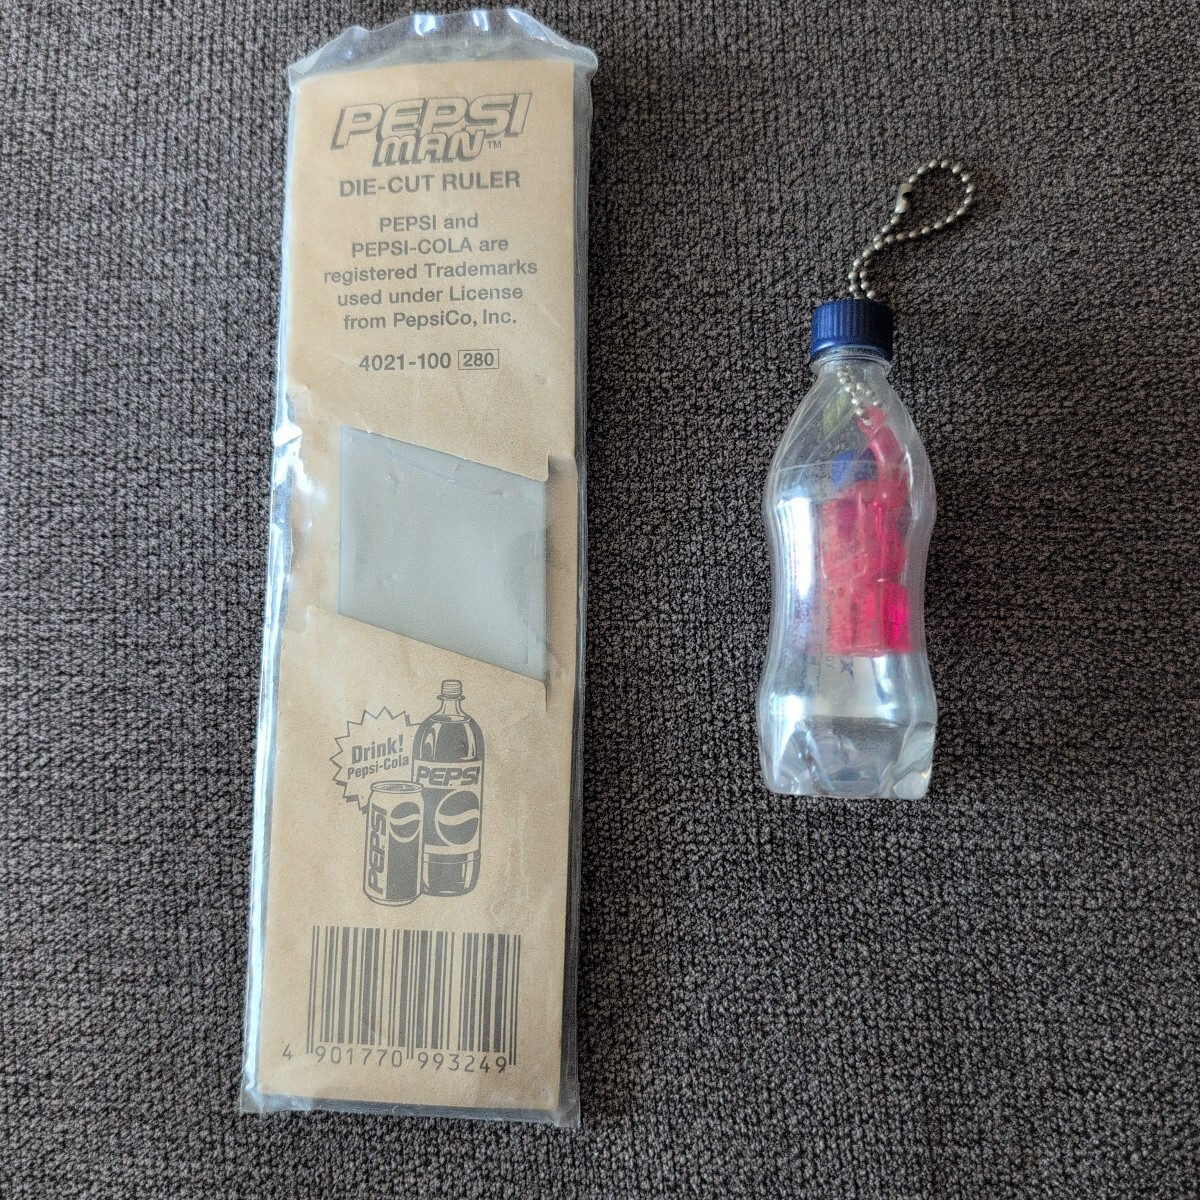 PEPSI
MAN™
DIE-CUT RULER
PEPSI and
PEPSI-COLA are
registered Trademarks
used under License
from PepsiCo, Inc.
4021-100 280
Drink!
Pepsi-Cola
PEPSI
PEPSI
4 901770 993249